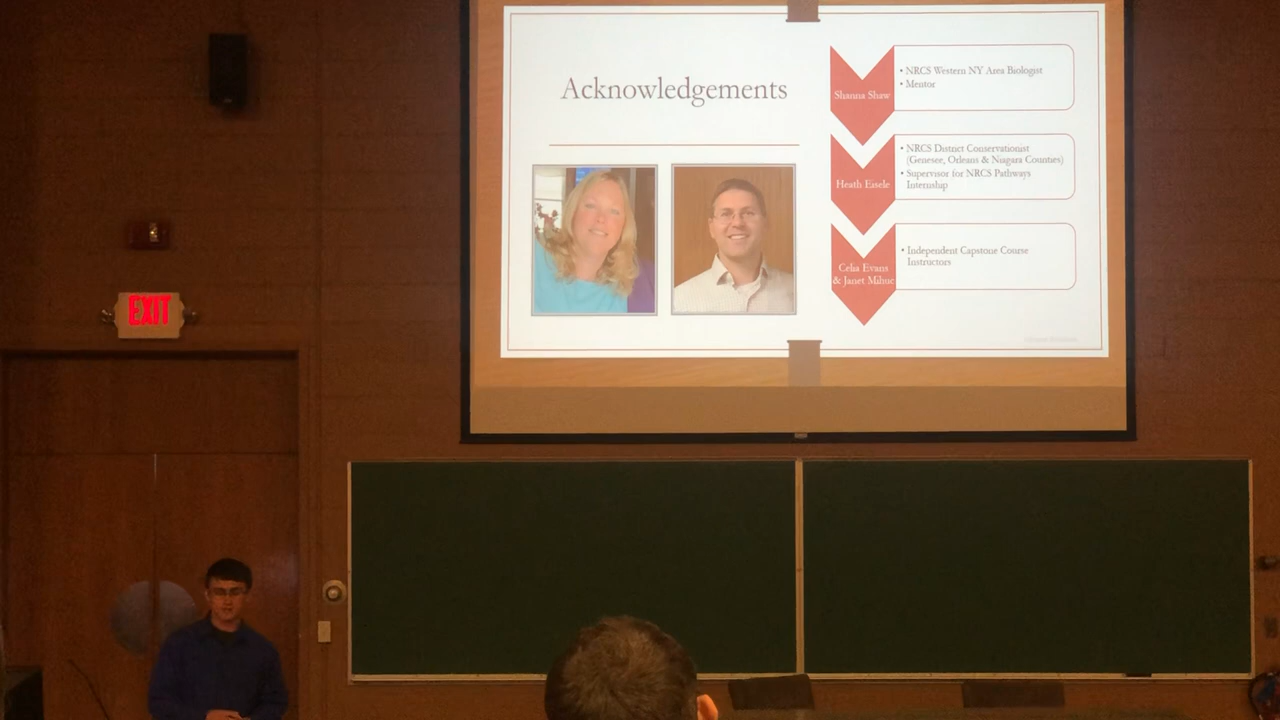 Acknowledgements
Shanna Shaw
• NRCS Western NY Area Biologist
• Mentor
Heath Eisele
• NRCS District Conservationist
(Genesee, Orleans & Niagara Counties)
• Supervisor for NRCS Pathways
Internship
Celia Evans
& Janet Mihuc
• Independent Capstone Course
Instructors
EXIT